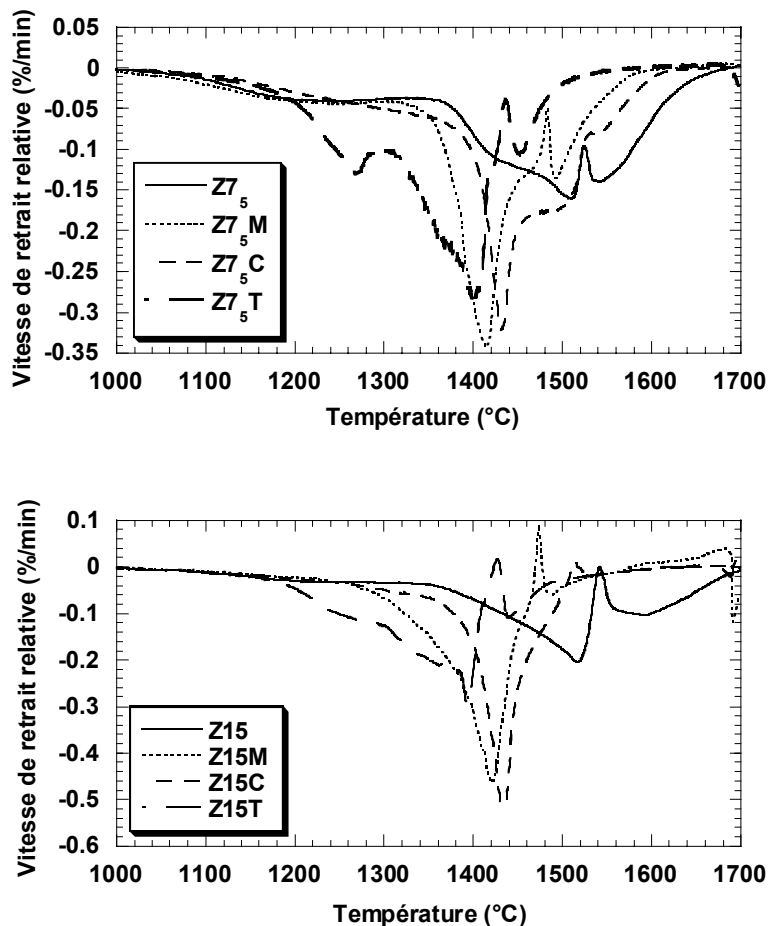 0.05
0
-0.05
-0.1
-0.15
-0.2
-0.25
-0.3
-0.35
Vitesse de retrait relative (%/min)
Z7₅
Z7₅M
Z7₅C
Z7₅T
1000 1100 1200 1300 1400 1500 1600 1700
Température (°C)
0.1
0
-0.1
-0.2
-0.3
-0.4
-0.5
-0.6
Vitesse de retrait relative (%/min)
Z15
Z15M
Z15C
Z15T
1000 1100 1200 1300 1400 1500 1600 1700
Température (°C)